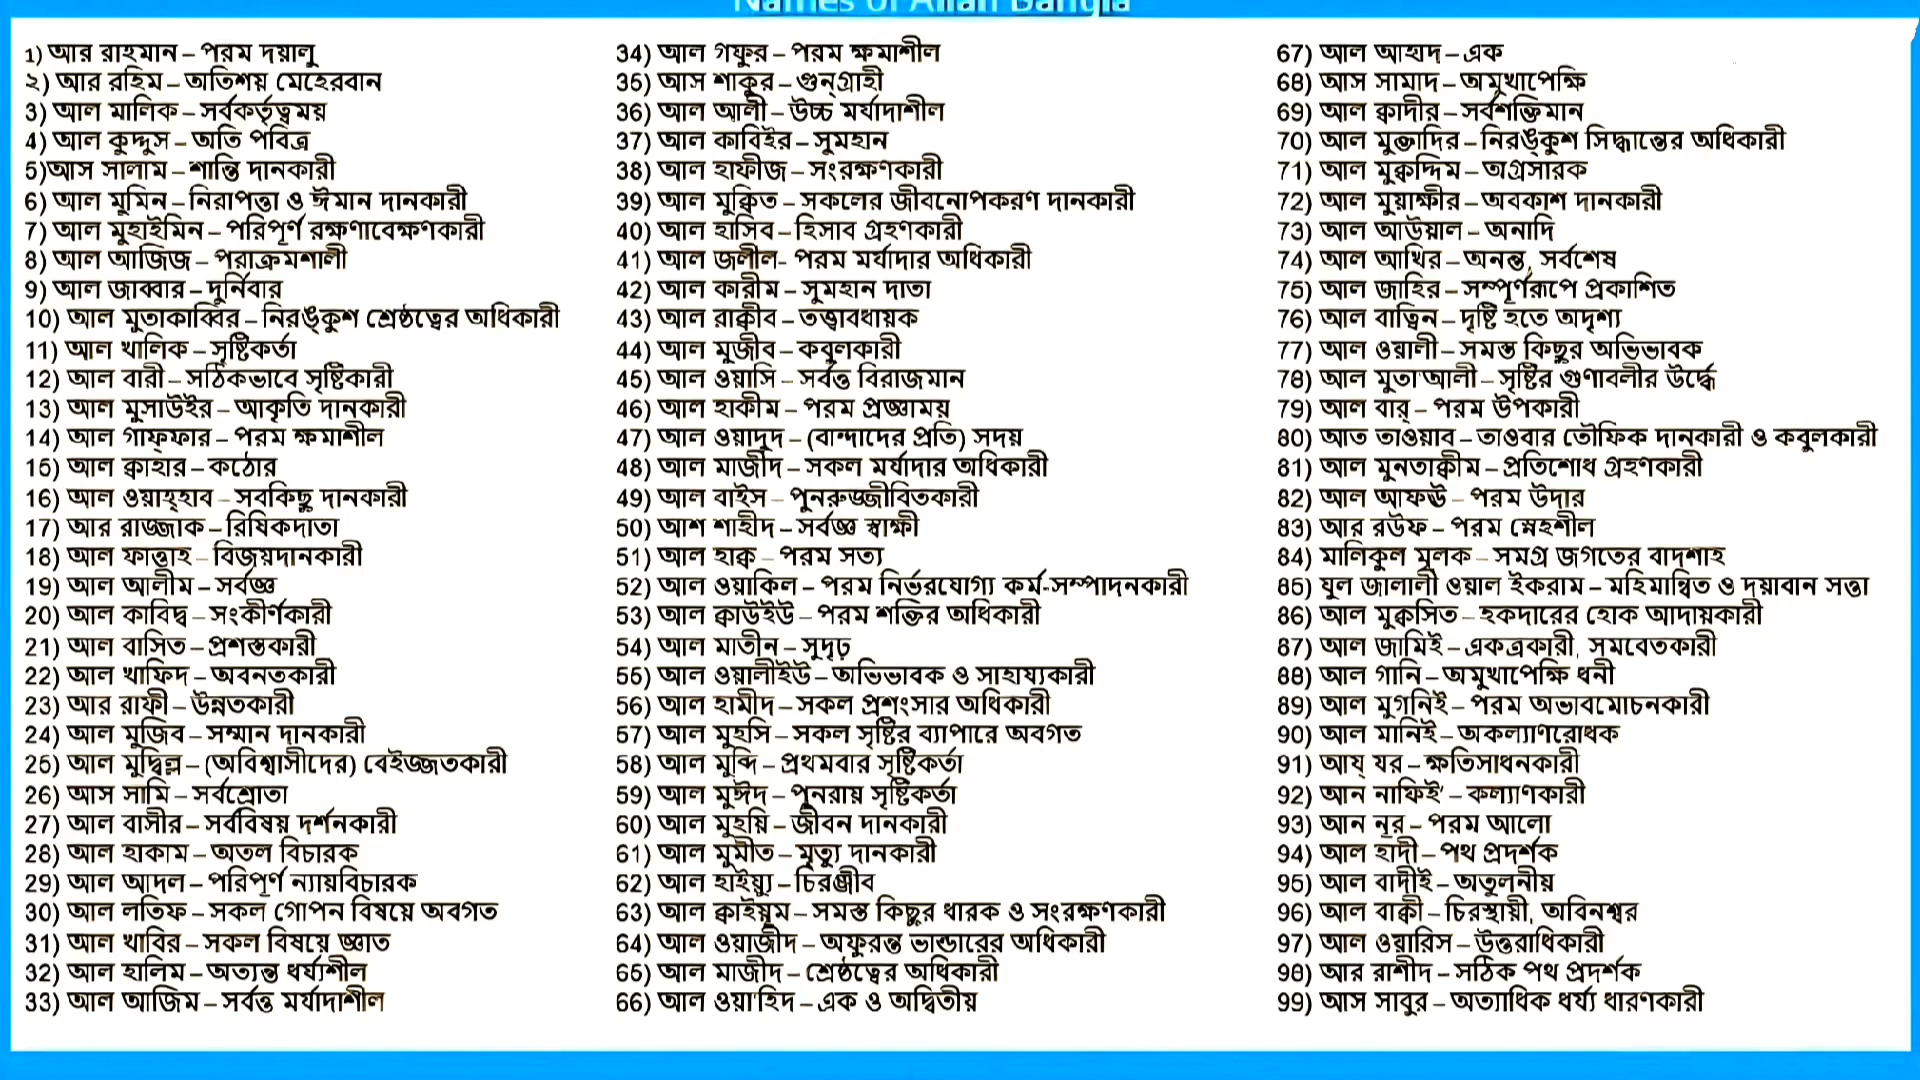 Names of Allah Bangla
1) আর রাহমান – পরম দয়ালু
২) আর রহিম – অতিশয় মেহেরবান
3) আল মালিক – সর্বকর্তৃত্বময়
4) আল কুদ্দুস – অতি পবিত্র
5)আস সালাম – শান্তি দানকারী
6) আল মুমিন – নিরাপত্তা ও ঈমান দানকারী
7) আল মুহাইমিন – পরিপূর্ণ রক্ষণাবেক্ষণকারী
8) আল আজিজ – পরাক্রমশালী
9) আল জাব্বার – দুর্নিবার
10) আল মুতাকাব্বির – নিরঙ্কুশ শ্রেষ্ঠত্বের অধিকারী
11) আল খালিক – সৃষ্টিকর্তা
12) আল বারী – সঠিকভাবে সৃষ্টিকারী
13) আল মুসাউইর – আকৃতি দানকারী
14) আল গাফ্ফার – পরম ক্ষমাশীল
15) আল ক্বাহার – কঠোর
16) আল ওয়াহ্হাব – সবকিছু দানকারী
17) আর রাজ্জাক – রিযিকদাতা
18) আল ফাত্তাহ – বিজয়দানকারী
19) আল আলীম – সর্বজ্ঞ
20) আল কাবিদ্ব – সংকীর্ণকারী
21) আল বাসিত – প্রশস্তকারী
22) আল খাফিদ – অবনতকারী
23) আর রাফী – উন্নতকারী
24) আল মুজিব – সম্মান দানকারী
25) আল মুদ্বিল্ল – (অবিশ্বাসীদের) বেইজ্জতকারী
26) আস সামি – সর্বশ্রোতা
27) আল বাসীর – সর্ববিষয় দর্শনকারী
28) আল হাকাম – অতল বিচারক
29) আল আদল – পরিপূর্ণ ন্যায়বিচারক
30) আল লতিফ – সকল গোপন বিষয়ে অবগত
31) আল খাবির – সকল বিষয়ে জ্ঞাত
32) আল হালিম – অত্যন্ত ধর্য্যশীল
33) আল আজিম – সর্বত্ত মর্যাদাশীল
34) আল গফুর – পরম ক্ষমাশীল
35) আস শাকুর – গুন্গ্রাহী
36) আল আলী – উচ্চ মর্যাদাশীল
37) আল কাবিইর – সুমহান
38) আল হাফীজ – সংরক্ষণকারী
39) আল মুক্বিত – সকলের জীবনোপকরণ দানকারী
40) আল হাসিব – হিসাব গ্রহণকারী
41) আল জলীল- পরম মর্যাদার অধিকারী
42) আল কারীম – সুমহান দাতা
43) আল রাক্বীব – তত্ত্বাবধায়ক
44) আল মুজীব – কবুলকারী
45) আল ওয়াসি – সর্বত্ত বিরাজমান
46) আল হাকীম – পরম প্রজ্ঞাময়
47) আল ওয়াদুদ – (বান্দাদের প্রতি) সদয়
48) আল মাজীদ – সকল মর্যাদার অধিকারী
49) আল বাইস – পুনরুজ্জীবিতকারী
50) আশ শাহীদ – সর্বজ্ঞ স্বাক্ষী
51) আল হাক্ব – পরম সত্য
52) আল ওয়াকিল – পরম নির্ভরযোগ্য কর্ম-সম্পাদনকারী
53) আল ক্বাউইউ – পরম শক্তির অধিকারী
54) আল মাতীন – সুদৃঢ়
55) আল ওয়ালীইউ – অভিভাবক ও সাহায্যকারী
56) আল হামীদ – সকল প্রশংসার অধিকারী
57) আল মুহসি – সকল সৃষ্টির ব্যাপারে অবগত
58) আল মুব্দি – প্রথমবার সৃষ্টিকর্তা
59) আল মুঈদ – পুনরায় সৃষ্টিকর্তা
60) আল মুহয়ি – জীবন দানকারী
61) আল মুমীত – মৃত্যু দানকারী
62) আল হাইয়্যু – চিরঞ্জীব
63) আল ক্বাইয়ুম – সমস্ত কিছুর ধারক ও সংরক্ষণকারী
64) আল ওয়াজীদ – অফুরন্ত ভান্ডারের অধিকারী
65) আল মাজীদ – শ্রেষ্ঠত্বের অধিকারী
66) আল ওয়া'হিদ – এক ও অদ্বিতীয়
67) আল আহাদ – এক
68) আস সামাদ – অমুখাপেক্ষি
69) আল ক্বাদীর – সর্বশক্তিমান
70) আল মুক্তাদির – নিরঙ্কুশ সিদ্ধান্তের অধিকারী
71) আল মুক্বদ্দিম – অগ্রসারক
72) আল মুয়াক্ষীর – অবকাশ দানকারী
73) আল আউয়াল – অনাদি
74) আল আখির – অনন্ত, সর্বশেষ
75) আল জাহির – সম্পূর্ণরূপে প্রকাশিত
76) আল বাত্বিন – দৃষ্টি হতে অদৃশ্য
77) আল ওয়ালী – সমস্ত কিছুর অভিভাবক
78) আল মুতা'আলী – সৃষ্টির গুণাবলীর উর্দ্ধে
79) আল বার্ – পরম উপকারী
80) আত তাওয়াব – তাওবার তৌফিক দানকারী ও কবুলকারী
81) আল মুনতাক্বীম – প্রতিশোধ গ্রহণকারী
82) আল আফঊ – পরম উদার
83) আর রউফ – পরম স্নেহশীল
84) মালিকুল মূলক – সমগ্র জগতের বাদশাহ
85) যুল জালালী ওয়াল ইকরাম – মহিমান্বিত ও দয়াবান সত্তা
86) আল মুক্বসিত – হকদারের হোক আদায়কারী
87) আল জামিই – একত্রকারী, সমবেতকারী
88) আল গানি – অমুখাপেক্ষি ধনী
89) আল মুগনিই – পরম অভাবমোচনকারী
90) আল মানিই – অকল্যাণরোধক
91) আয্ যর – ক্ষতিসাধনকারী
92) আন নাফিই' – কল্যাণকারী
93) আন নূর – পরম আলো
94) আল হাদী – পথ প্রদর্শক
95) আল বাদীই – অতুলনীয়
96) আল বাক্বী – চিরস্থায়ী, অবিনশ্বর
97) আল ওয়ারিস – উত্তরাধিকারী
98) আর রাশীদ – সঠিক পথ প্রদর্শক
99) আস সাবুর – অত্যাধিক ধর্য্য ধারণকারী